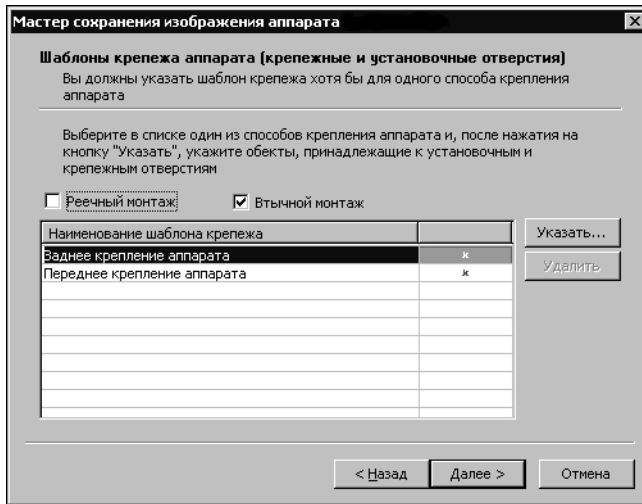 Мастер сохранения изображения аппарата
Шаблоны крепежа аппарата (крепежные и установочные отверстия)
Вы должны указать шаблон крепежа хотя бы для одного способа крепления
аппарата
Выберите в списке один из способов крепления аппарата и, после нажатия на
кнопку "Указать", укажите обекты, принадлежащие к установочным и
крепежным отверстиям
Реечный монтаж
Втычной монтаж
Наименование шаблона крепежа
Указать...
Заднее крепление аппарата
Удалить
Переднее крепление аппарата
< Назад
Далее >
Отмена